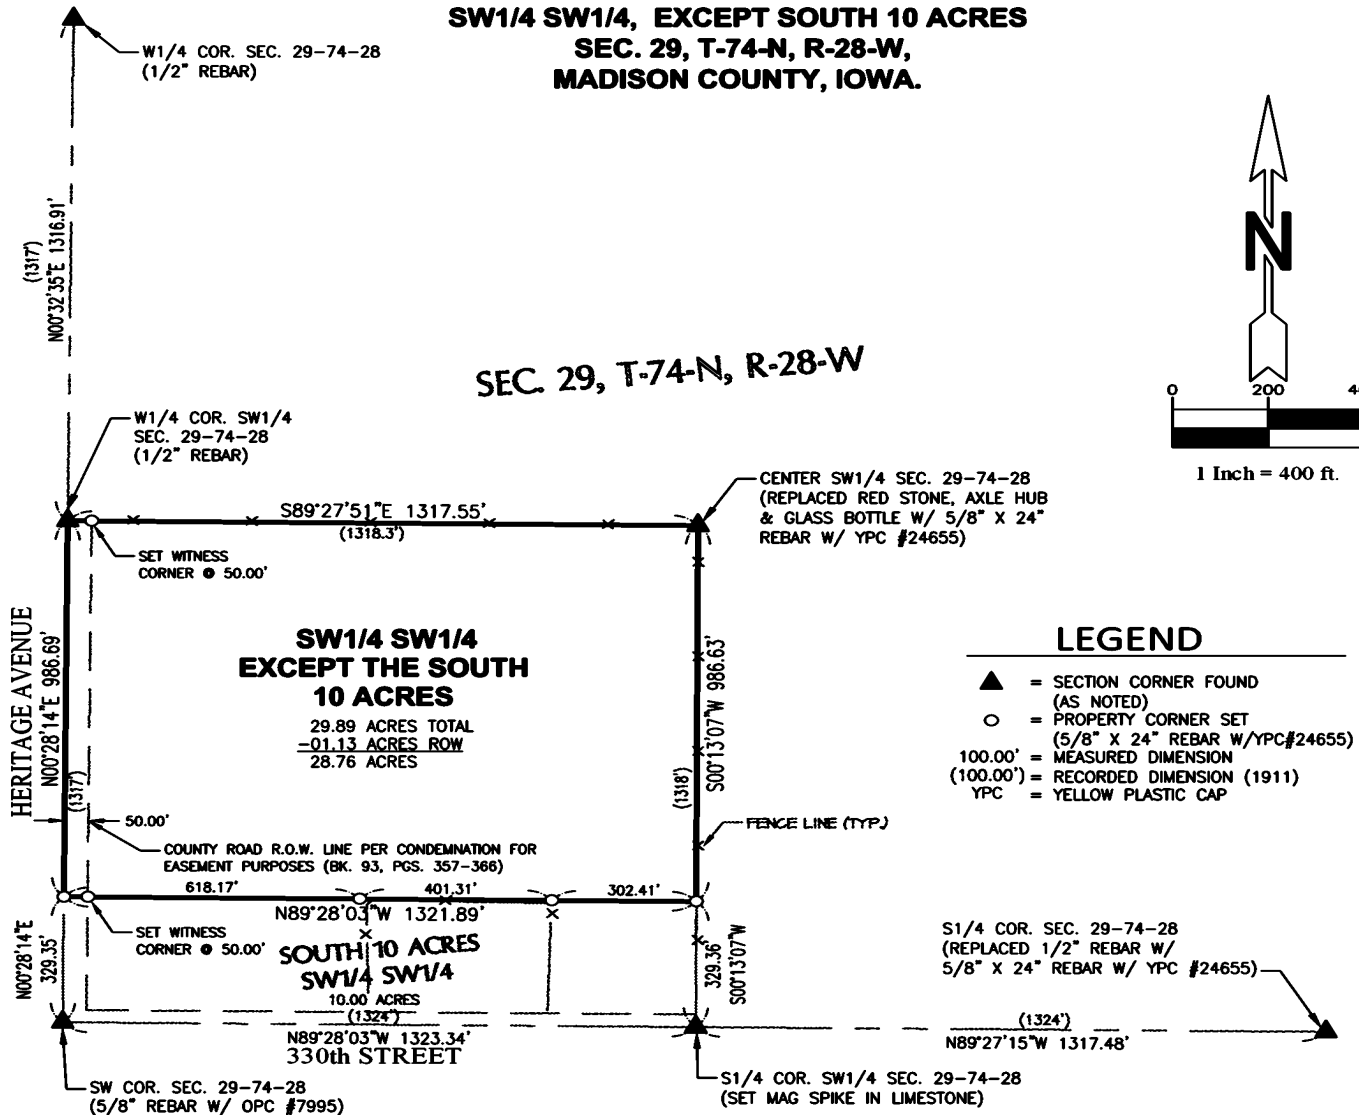 SW1/4 SW1/4, EXCEPT SOUTH 10 ACRES
SEC. 29, T-74-N, R-28-W,
MADISON COUNTY, IOWA.
W1/4 COR. SEC. 29-74-28
(1/2" REBAR)
(1317')
N00°32'35"E 1316.91'
N
0 200
1 Inch = 400 ft.
SEC. 29, T-74-N, R-28-W
W1/4 COR. SW1/4
SEC. 29-74-28
(1/2" REBAR)
CENTER SW1/4 SEC. 29-74-28
(REPLACED RED STONE, AXLE HUB
& GLASS BOTTLE W/ 5/8" X 24"
REBAR W/ YPC #24655)
S89°27'51"E 1317.55'
(1318.3')
SET WITNESS
CORNER @ 50.00'
HERITAGE AVENUE
N00°28'14"E 986.69'
(1317')
SW1/4 SW1/4
EXCEPT THE SOUTH
10 ACRES
29.89 ACRES TOTAL
-01.13 ACRES ROW
28.76 ACRES
S00°13'07"W 986.63'
(1318')
LEGEND
= SECTION CORNER FOUND
(AS NOTED)
= PROPERTY CORNER SET
(5/8" X 24" REBAR W/YPC#24655)
100.00' = MEASURED DIMENSION
(100.00') = RECORDED DIMENSION (1911)
YPC = YELLOW PLASTIC CAP
50.00'
FENCE LINE (TYP.)
COUNTY ROAD R.O.W. LINE PER CONDEMNATION FOR
EASEMENT PURPOSES (BK. 93, PGS. 357-366)
618.17' 401.31' 302.41'
N89°28'03"W 1321.89'
SET WITNESS
CORNER @ 50.00'
N00°28'14"E
329.35'
SOUTH 10 ACRES
SW1/4 SW1/4
10.00 ACRES
(1324')
N89°28'03"W 1323.34'
330th STREET
329.36'
S00°13'07"W
S1/4 COR. SEC. 29-74-28
(REPLACED 1/2" REBAR W/
5/8" X 24" REBAR W/ YPC #24655)
(1324')
N89°27'15"W 1317.48'
SW COR. SEC. 29-74-28
(5/8" REBAR W/ OPC #7995)
S1/4 COR. SW1/4 SEC. 29-74-28
(SET MAG SPIKE IN LIMESTONE)